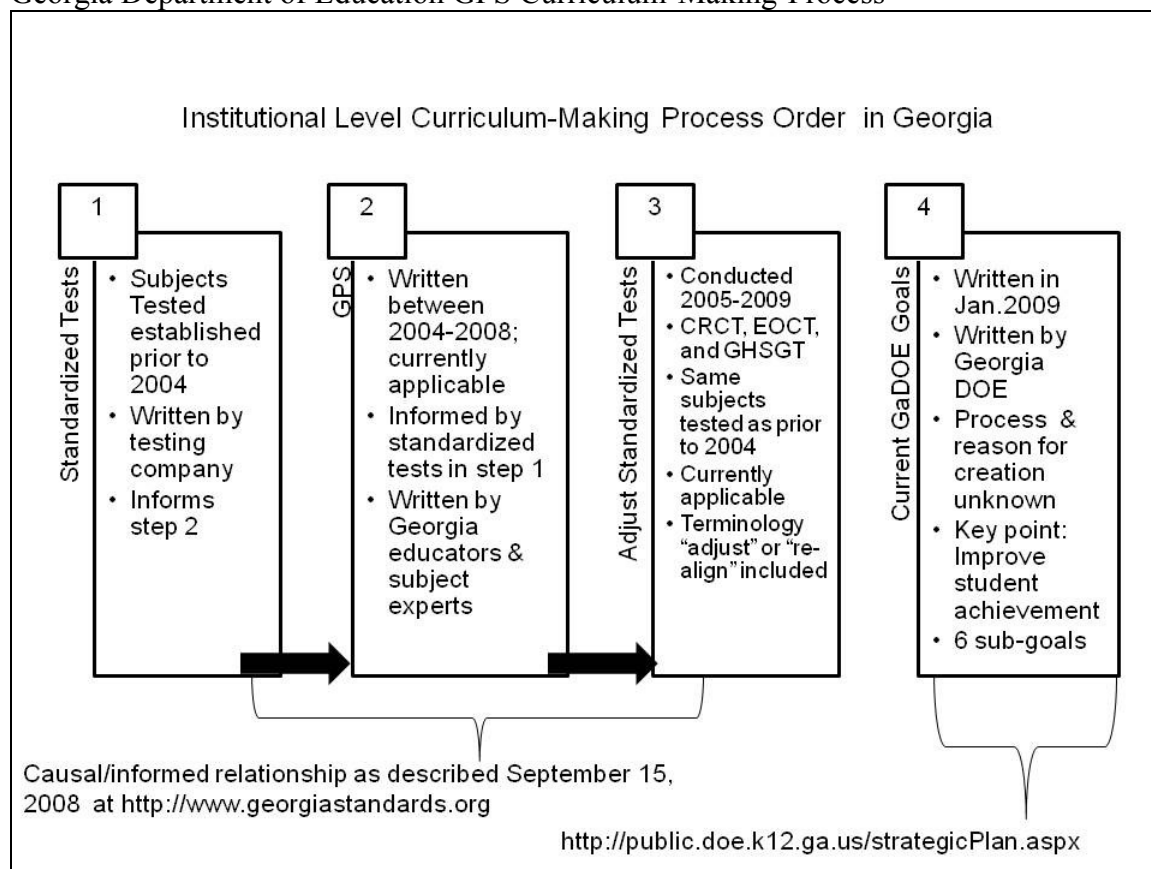 Georgia Department of Education GPS Curriculum-Making Process
Institutional Level Curriculum-Making Process Order in Georgia
1
Standardized Tests
• Subjects
Tested
established
prior to
2004
• Written by
testing
company
• Informs
step 2
2
GPS
• Written
between
2004-2008;
currently
applicable
• Informed by
standardized
tests in step 1
• Written by
Georgia
educators &
subject
experts
3
Adjust Standardized Tests
• Conducted
2005-2009
• CRCT, EOCT,
and GHSGT
• Same
subjects
tested as prior
to 2004
• Currently
applicable
• Terminology
“adjust” or “re-
align” included
4
Current GaDOE Goals
• Written in
Jan.2009
• Written by
Georgia
DOE
• Process &
reason for
creation
unknown
• Key point:
Improve
student
achievement
• 6 sub-goals
Causal/informed relationship as described September 15,
2008 at http://www.georgiastandards.org
http://public.doe.k12.ga.us/strategicPlan.aspx